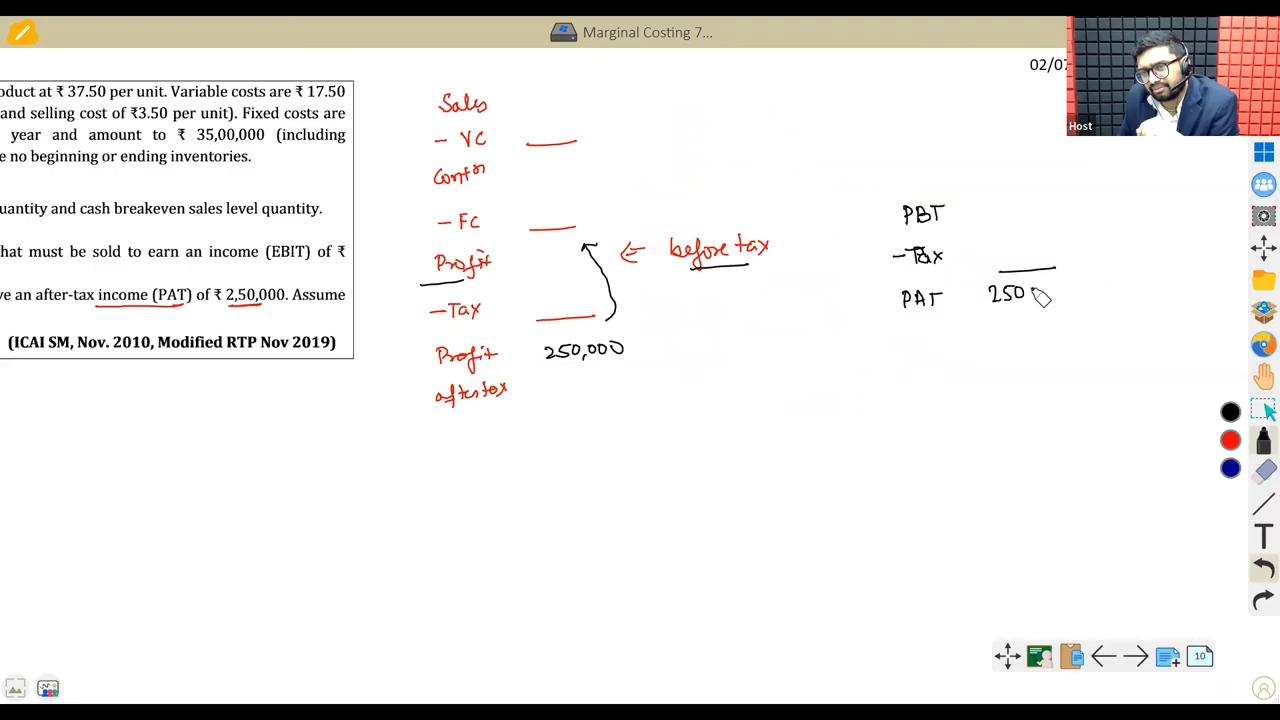 Marginal Costing 7...
02/0
Host
oduct at ₹ 37.50 per unit. Variable costs are ₹ 17.50
and selling cost of ₹3.50 per unit). Fixed costs are
year and amount to ₹ 35,00,000 (including
e no beginning or ending inventories.
uantity and cash breakeven sales level quantity.
hat must be sold to earn an income (EBIT) of ₹
ve an after-tax income (PAT) of ₹ 2,50,000. Assume
(ICAI SM, Nov. 2010, Modified RTP Nov 2019)
Sales
- VC
Contrn
- FC
Profit
← before tax
- Tax
Profit 250,000
after tax
PBT
- Tax
PAT 250
10